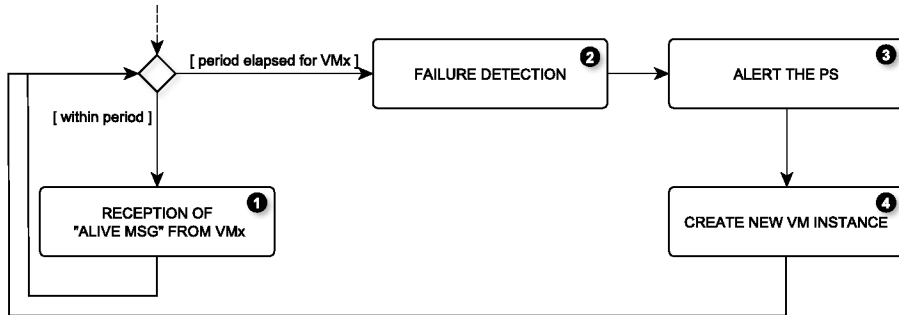 [ period elapsed for VMx ]
2
FAILURE DETECTION
3
ALERT THE PS
[ within period ]
1
RECEPTION OF
"ALIVE MSG" FROM VMx
4
CREATE NEW VM INSTANCE